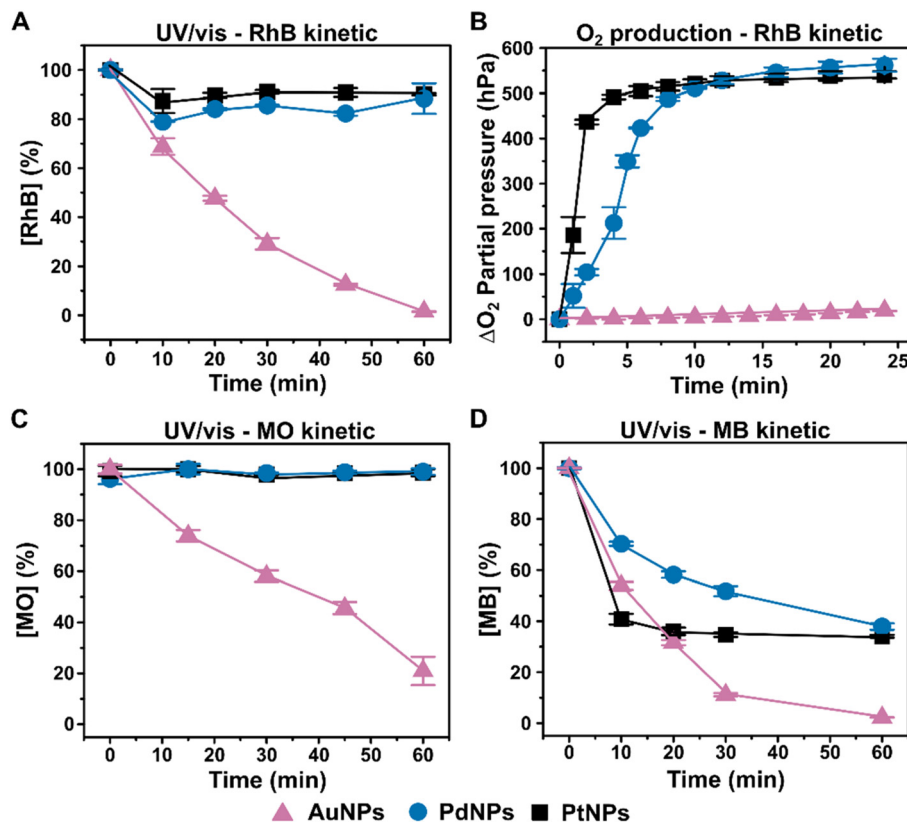 A
UV/vis - RhB kinetic
[RhB] (%)
100
80
60
40
20
0
0 10 20 30 40 50 60
Time (min)
B
O₂ production - RhB kinetic
ΔO₂ Partial pressure (hPa)
600
500
400
300
200
100
0
0 5 10 15 20 25
Time (min)
C
UV/vis - MO kinetic
[MO] (%)
100
80
60
40
20
0
0 10 20 30 40 50 60
Time (min)
D
UV/vis - MB kinetic
[MB] (%)
100
80
60
40
20
0
0 10 20 30 40 50 60
Time (min)
AuNPs PdNPs PtNPs